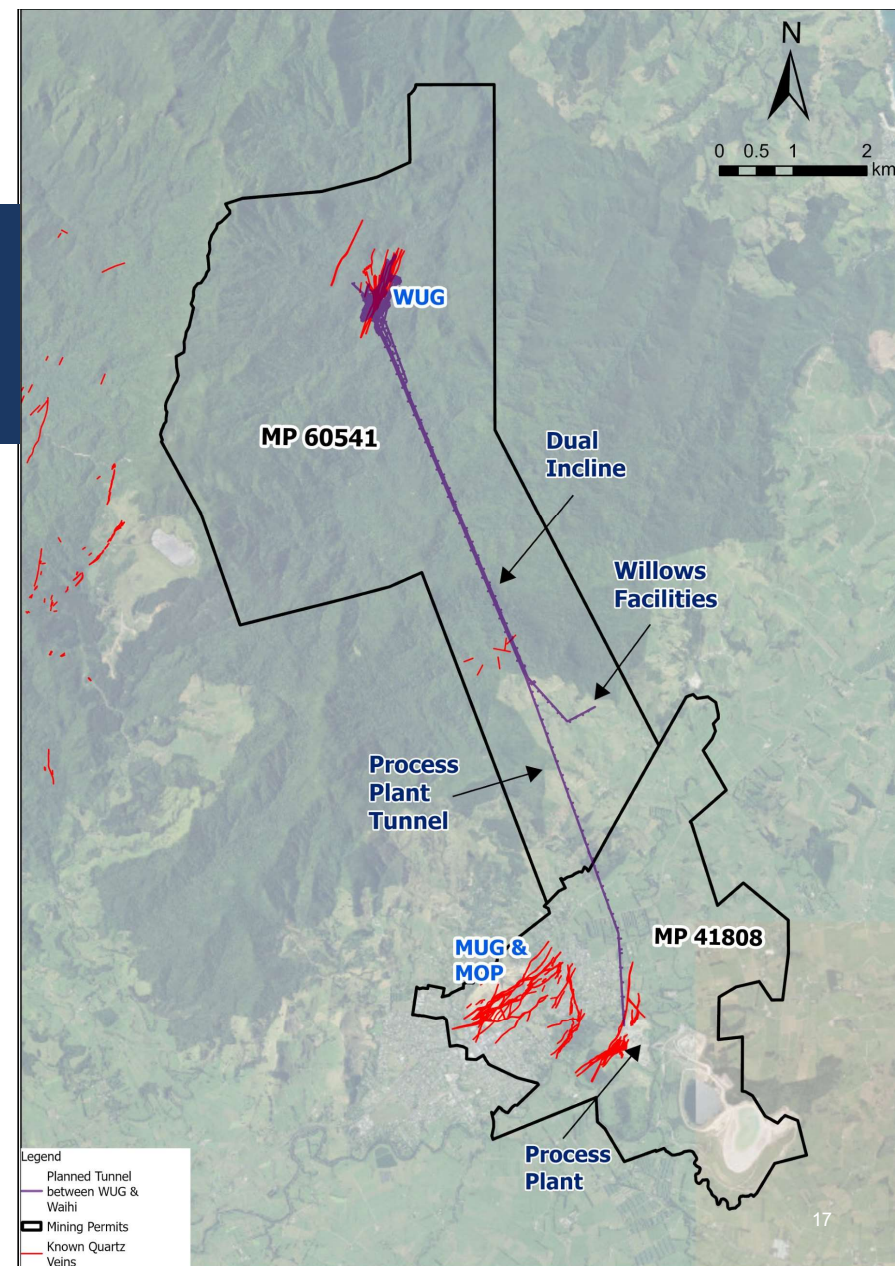 N
0 0.5 1 2
km
WUG
MP 60541
Dual
Incline
Willows
Facilities
Process
Plant
Tunnel
MUG &
MOP
MP 41808
Process
Plant
Legend
Planned Tunnel
between WUG &
Waihi
Mining Permits
Known Quartz
Veins
17